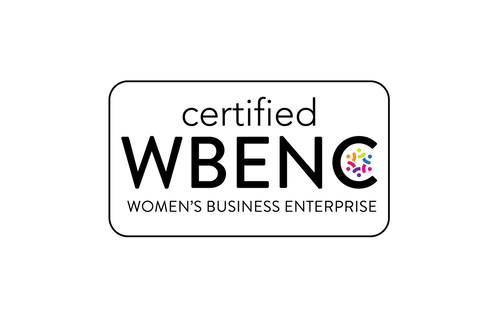 certified
WBENC
WOMEN'S BUSINESS ENTERPRISE